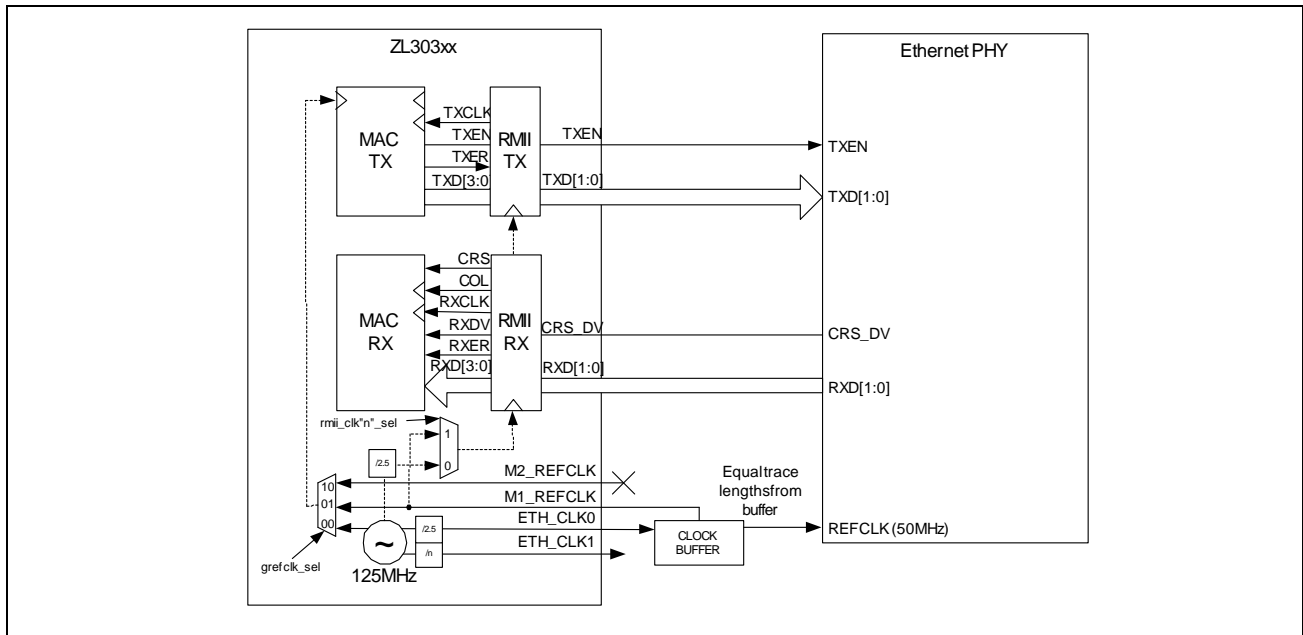 ZL303xx
Ethernet PHY
TXCLK
TXEN
TXER
TXD[3:0]
MAC
TX
RMII
TX
TXEN
TXD[1:0]
TXEN
TXD[1:0]
CRS
COL
RXCLK
RXDV
RXER
RXD[3:0]
MAC
RX
RMII
RX
CRS_DV
RXD[1:0]
CRS_DV
RXD[1:0]
rmii_clk"n"_sel
1
0
/2.5
10
01
00
grefclk_sel
~
125MHz
/2.5
/n
M2_REFCLK
M1_REFCLK
ETH_CLK0
ETH_CLK1
Equal trace
lengthsfrom
buffer
CLOCK
BUFFER
REFCLK (50MHz)